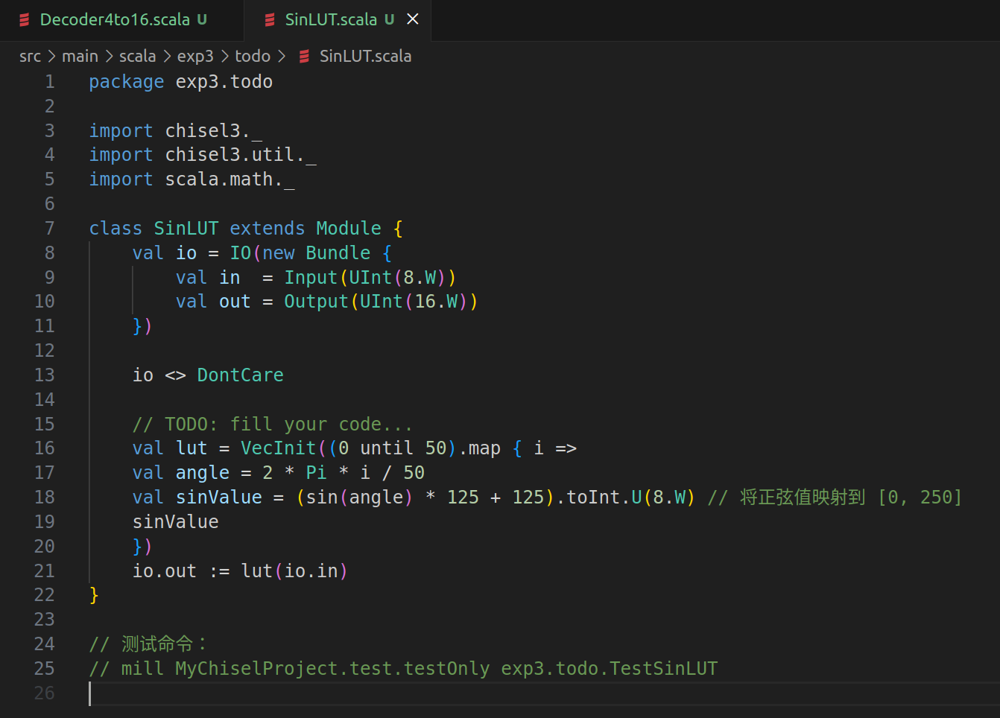 Decoder4to16.scala U SinLUT.scala U
src > main > scala > exp3 > todo > SinLUT.scala
1 package exp3.todo
2
3 import chisel3._
4 import chisel3.util._
5 import scala.math._
6
7 class SinLUT extends Module {
8 val io = IO(new Bundle {
9 val in  = Input(UInt(8.W))
10 val out = Output(UInt(16.W))
11 })
12
13 io <> DontCare
14
15 // TODO: fill your code...
16 val lut = VecInit((0 until 50).map { i =>
17 val angle = 2 * Pi * i / 50
18 val sinValue = (sin(angle) * 125 + 125).toInt.U(8.W) // 将正弦值映射到 [0, 250]
19 sinValue
20 })
21 io.out := lut(io.in)
22 }
23
24 // 测试命令：
25 // mill MyChiselProject.test.testOnly exp3.todo.TestSinLUT
26